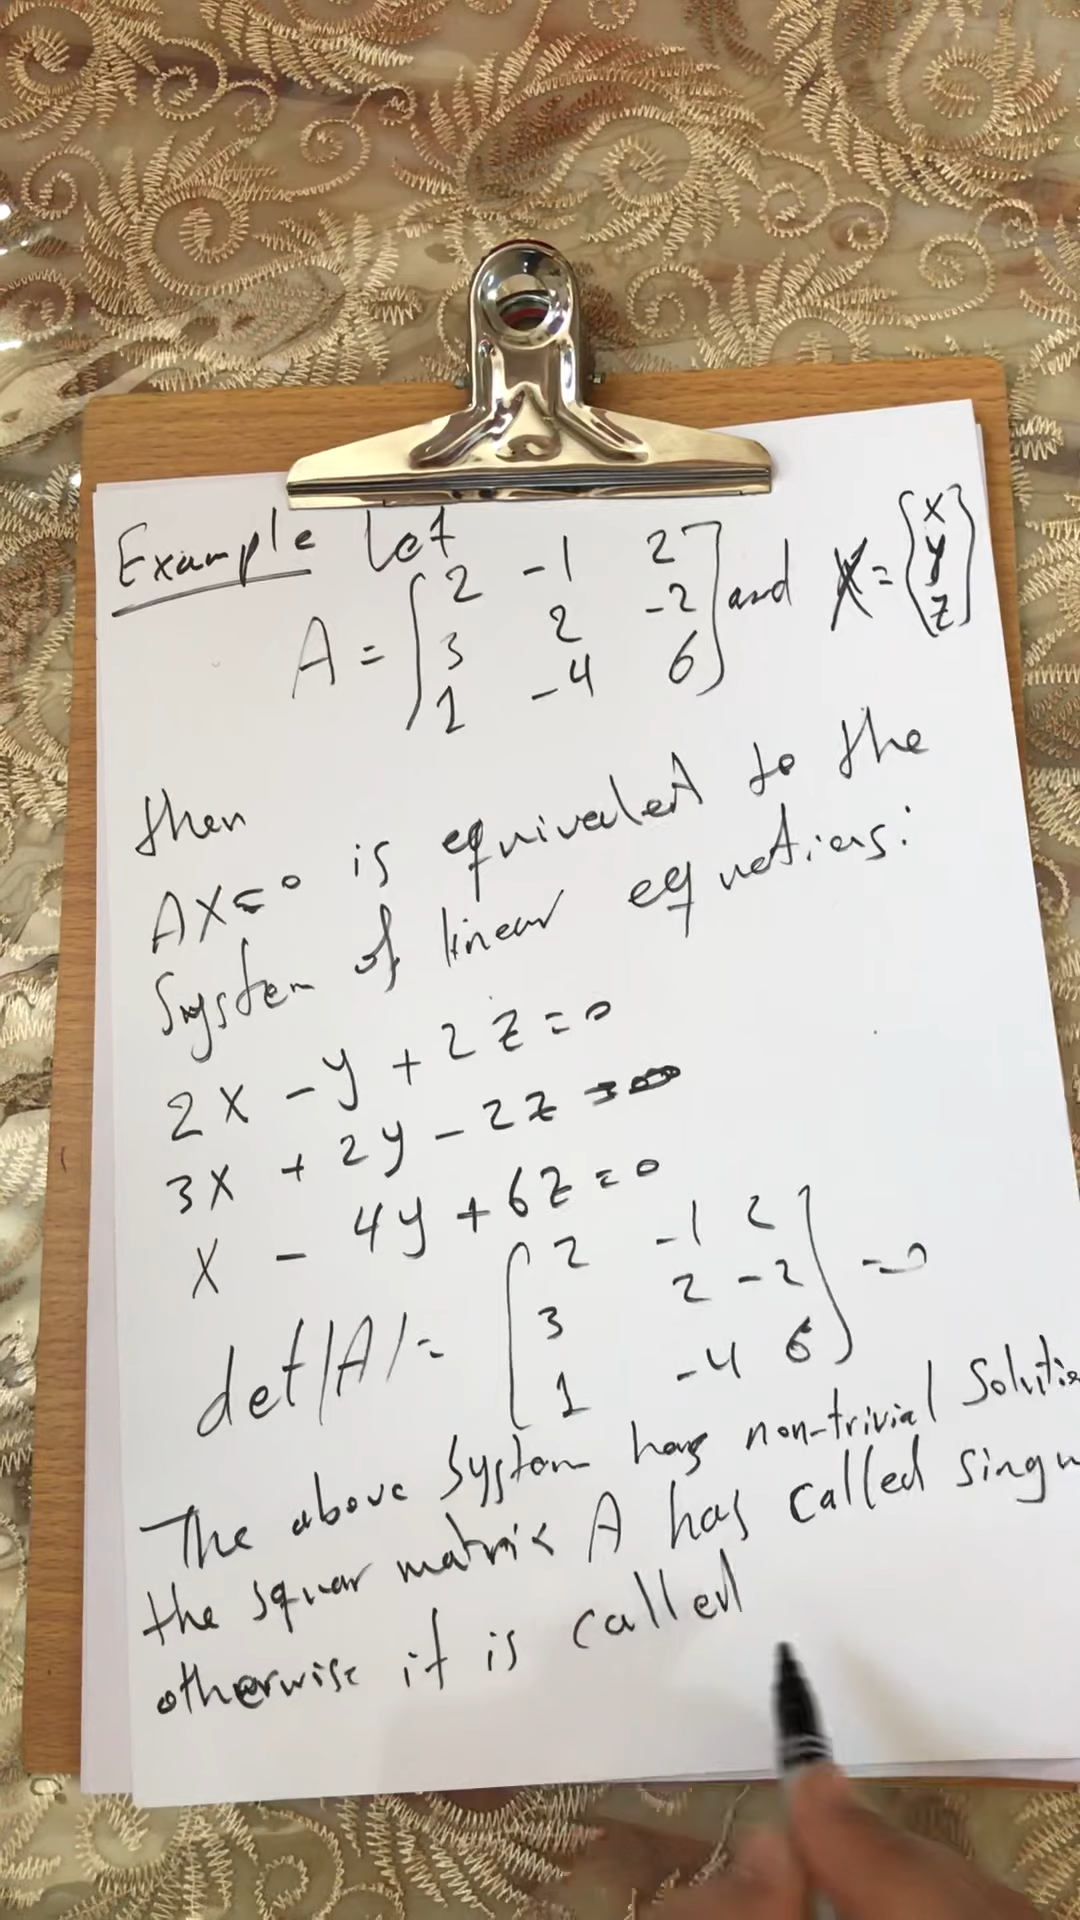 Example let
A = [2 -1 2
3 2 -2
1 -4 6] and X = [x
y
z]
then
AX=0 is equivalent to the
System of linear equations:
2x - y + 2z = 0
3x + 2y - 2z = 0
x - 4y + 6z = 0
det|A| = [2 -1 2
3 2 -2
1 -4 6] = 0
The above System has non-trivial Soluti
the squar matrix A has called singu
otherwise it is called